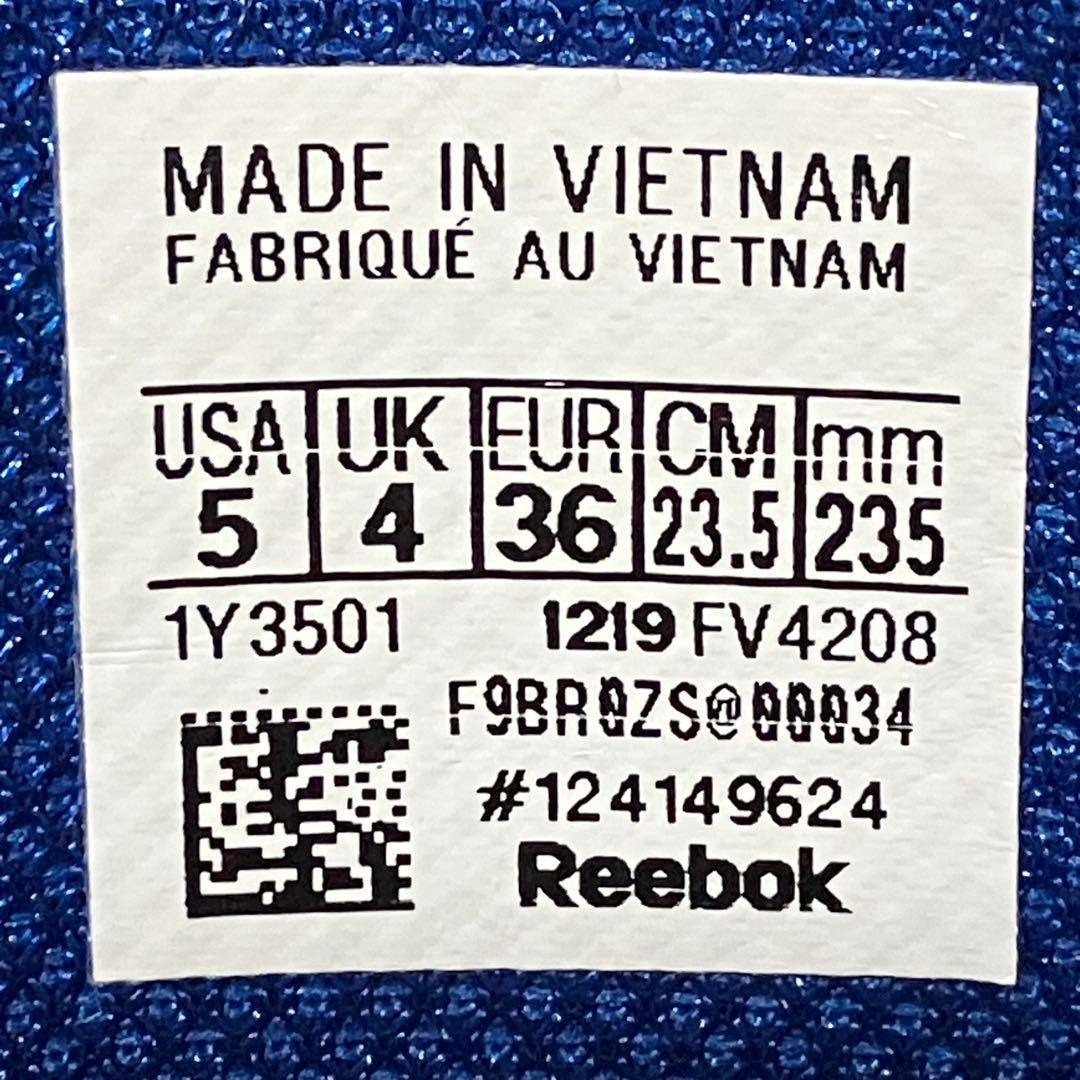 MADE IN VIETNAM
FABRIQUÉ AU VIETNAM
USA UK EUR CM mm
5 4 36 23.5 235
1Y3501 1219 FV4208
F9BR0ZS@00034
#124149624
Reebok